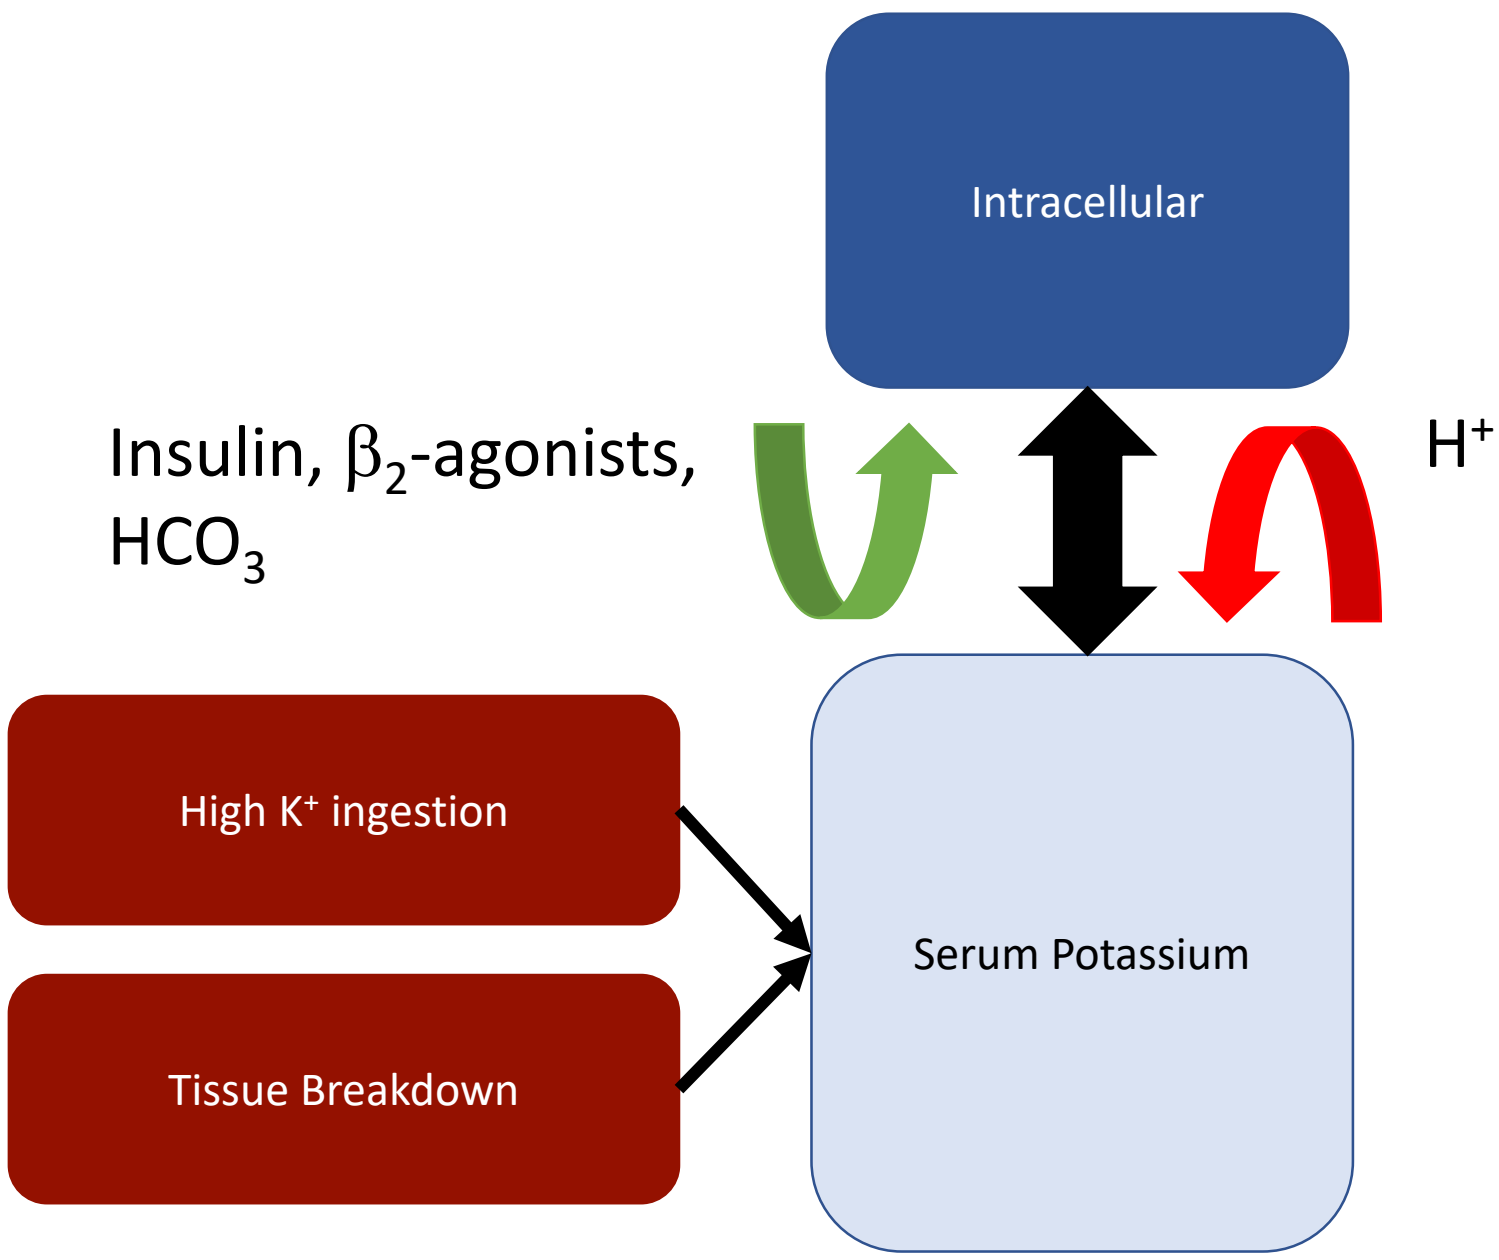 Intracellular
Insulin, β₂-agonists,
HCO₃
H⁺
High K⁺ ingestion
Tissue Breakdown
Serum Potassium